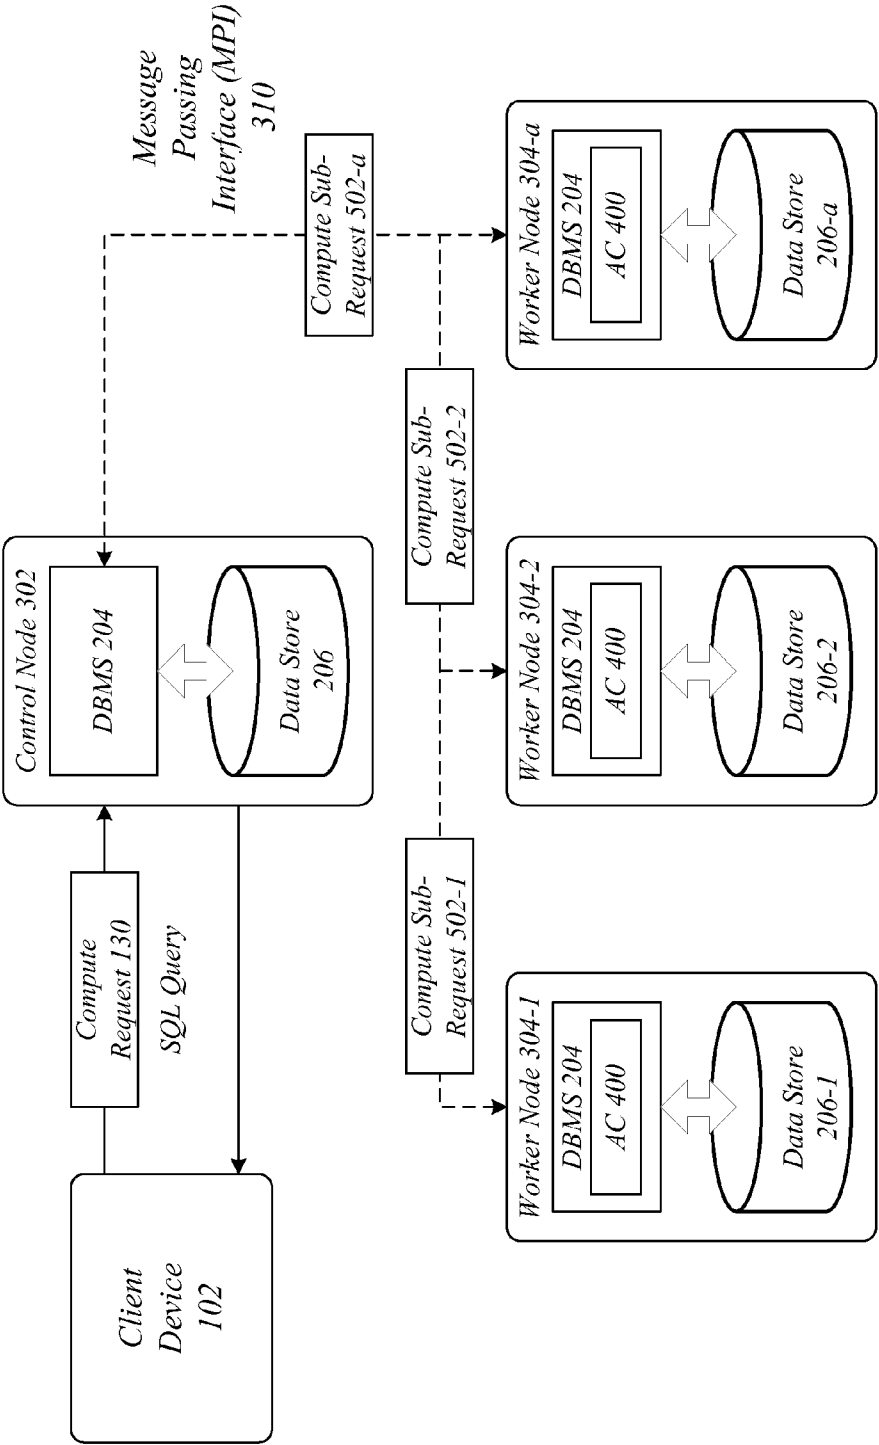 Client
Device
102
Compute
Request 130
SQL Query
Control Node 302
DBMS 204
Data Store
206
Message
Passing
Interface (MPI)
310
Compute Sub-
Request 502-a
Compute Sub-
Request 502-1
Compute Sub-
Request 502-2
Worker Node 304-1
DBMS 204
AC 400
Data Store
206-1
Worker Node 304-2
DBMS 204
AC 400
Data Store
206-2
Worker Node 304-a
DBMS 204
AC 400
Data Store
206-a